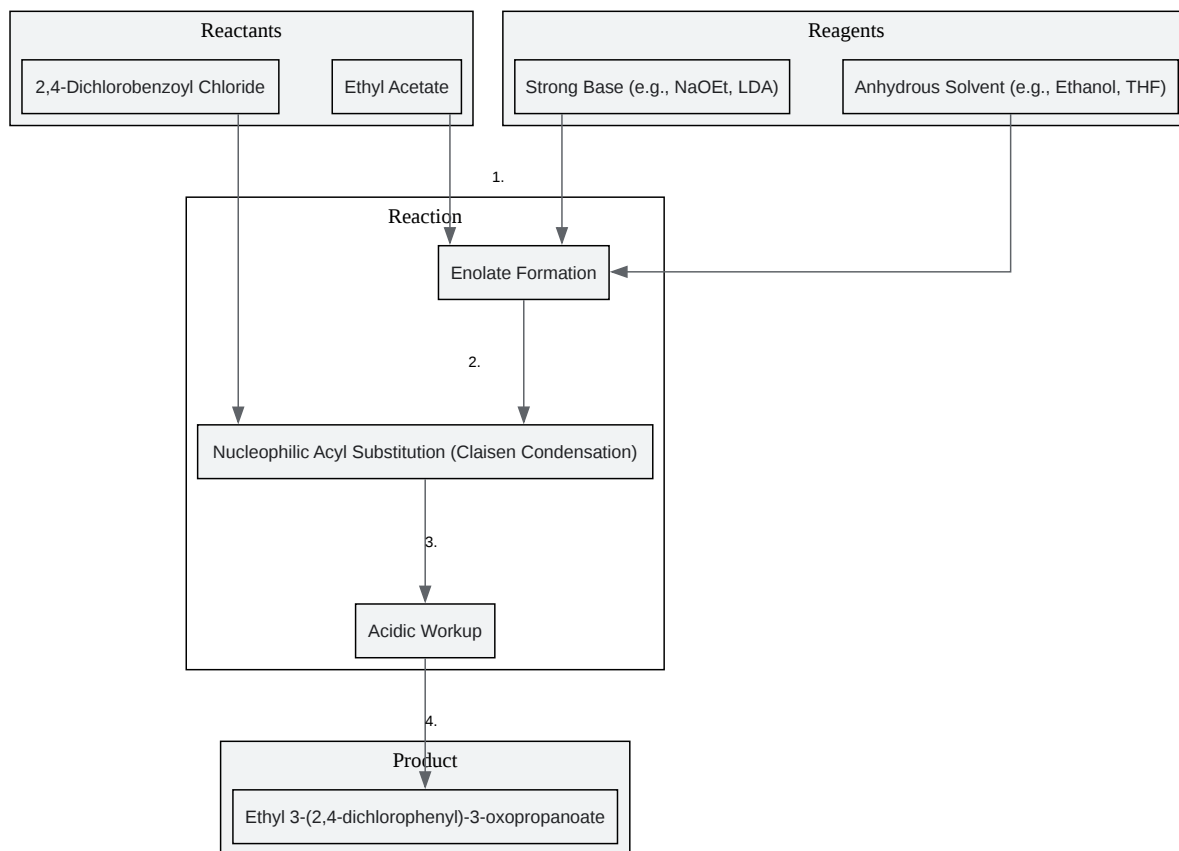 Reactants
Reagents
2,4-Dichlorobenzoyl Chloride
Ethyl Acetate
Strong Base (e.g., NaOEt, LDA)
Anhydrous Solvent (e.g., Ethanol, THF)
1.
Reaction
Enolate Formation
2.
Nucleophilic Acyl Substitution (Claisen Condensation)
3.
Acidic Workup
4.
Product
Ethyl 3-(2,4-dichlorophenyl)-3-oxopropanoate